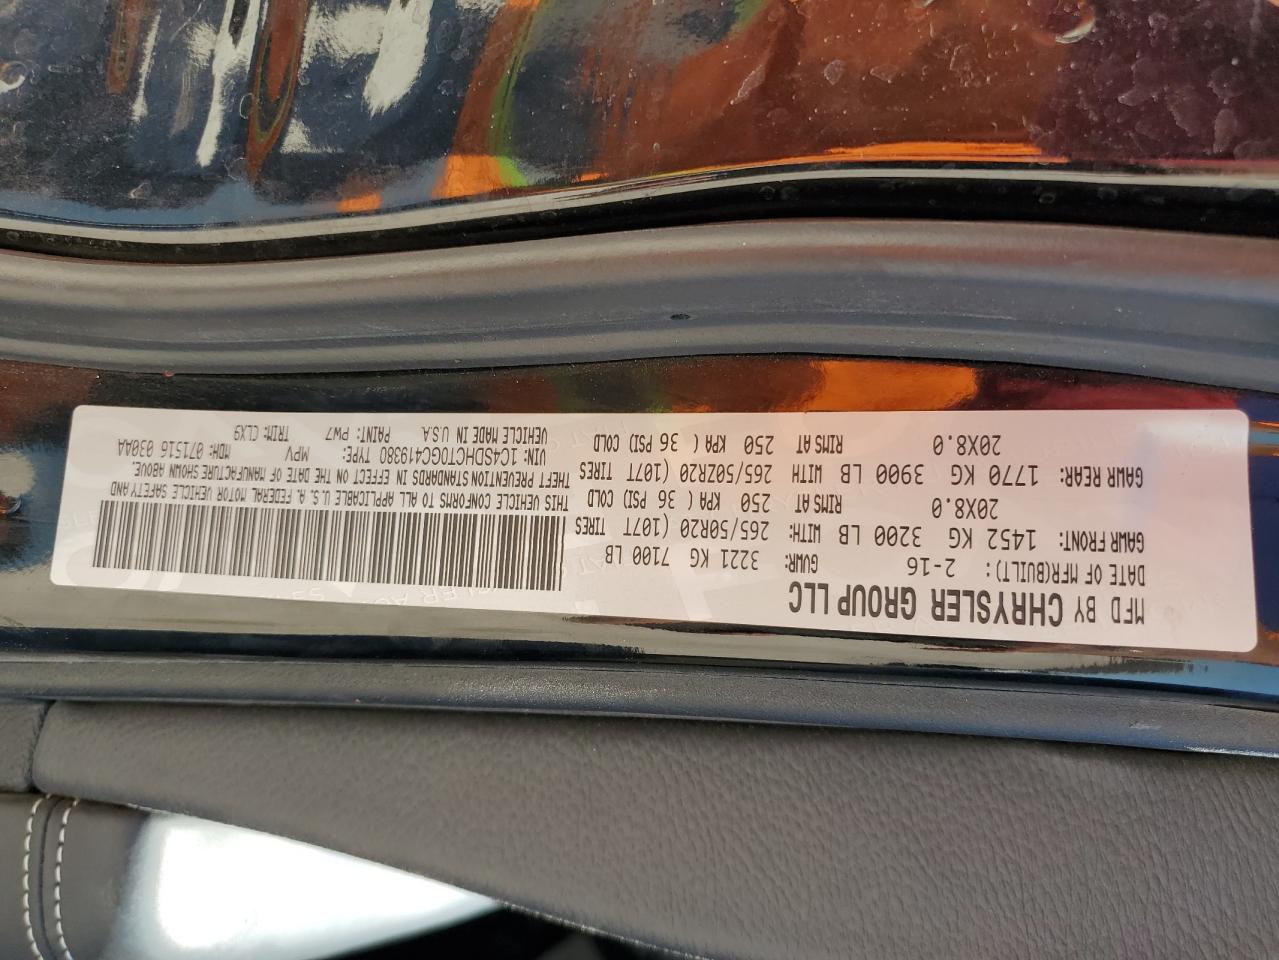 MFD BY CHRYSLER GROUP LLC
DATE OF MFR(BUILT): 2-16 GVWR: 3221 KG 7100 LB
GAWR FRONT: 1452 KG 3200 LB WITH: 265/50R20 (107T TIRES
20X8.0 RIMS AT 250 KPA ( 36 PSI) COLD
GAWR REAR: 1770 KG 3900 LB WITH 265/50ZR20 (107T TIRES
20X8.0 RIMS AT 250 KPA ( 36 PSI) COLD
THIS VEHICLE CONFORMS TO ALL APPLICABLE U.S.A. FEDERAL MOTOR VEHICLE SAFETY AND
THEFT PREVENTION STANDARDS IN EFFECT ON THE DATE OF MANUFACTURE SHOWN ABOVE.
VIN: 1C4SDHCT0GC419380 TYPE: MPV MDH: 071516 030AA
VEHICLE MADE IN U.S.A PAINT: PW7 TRIM: CLX9